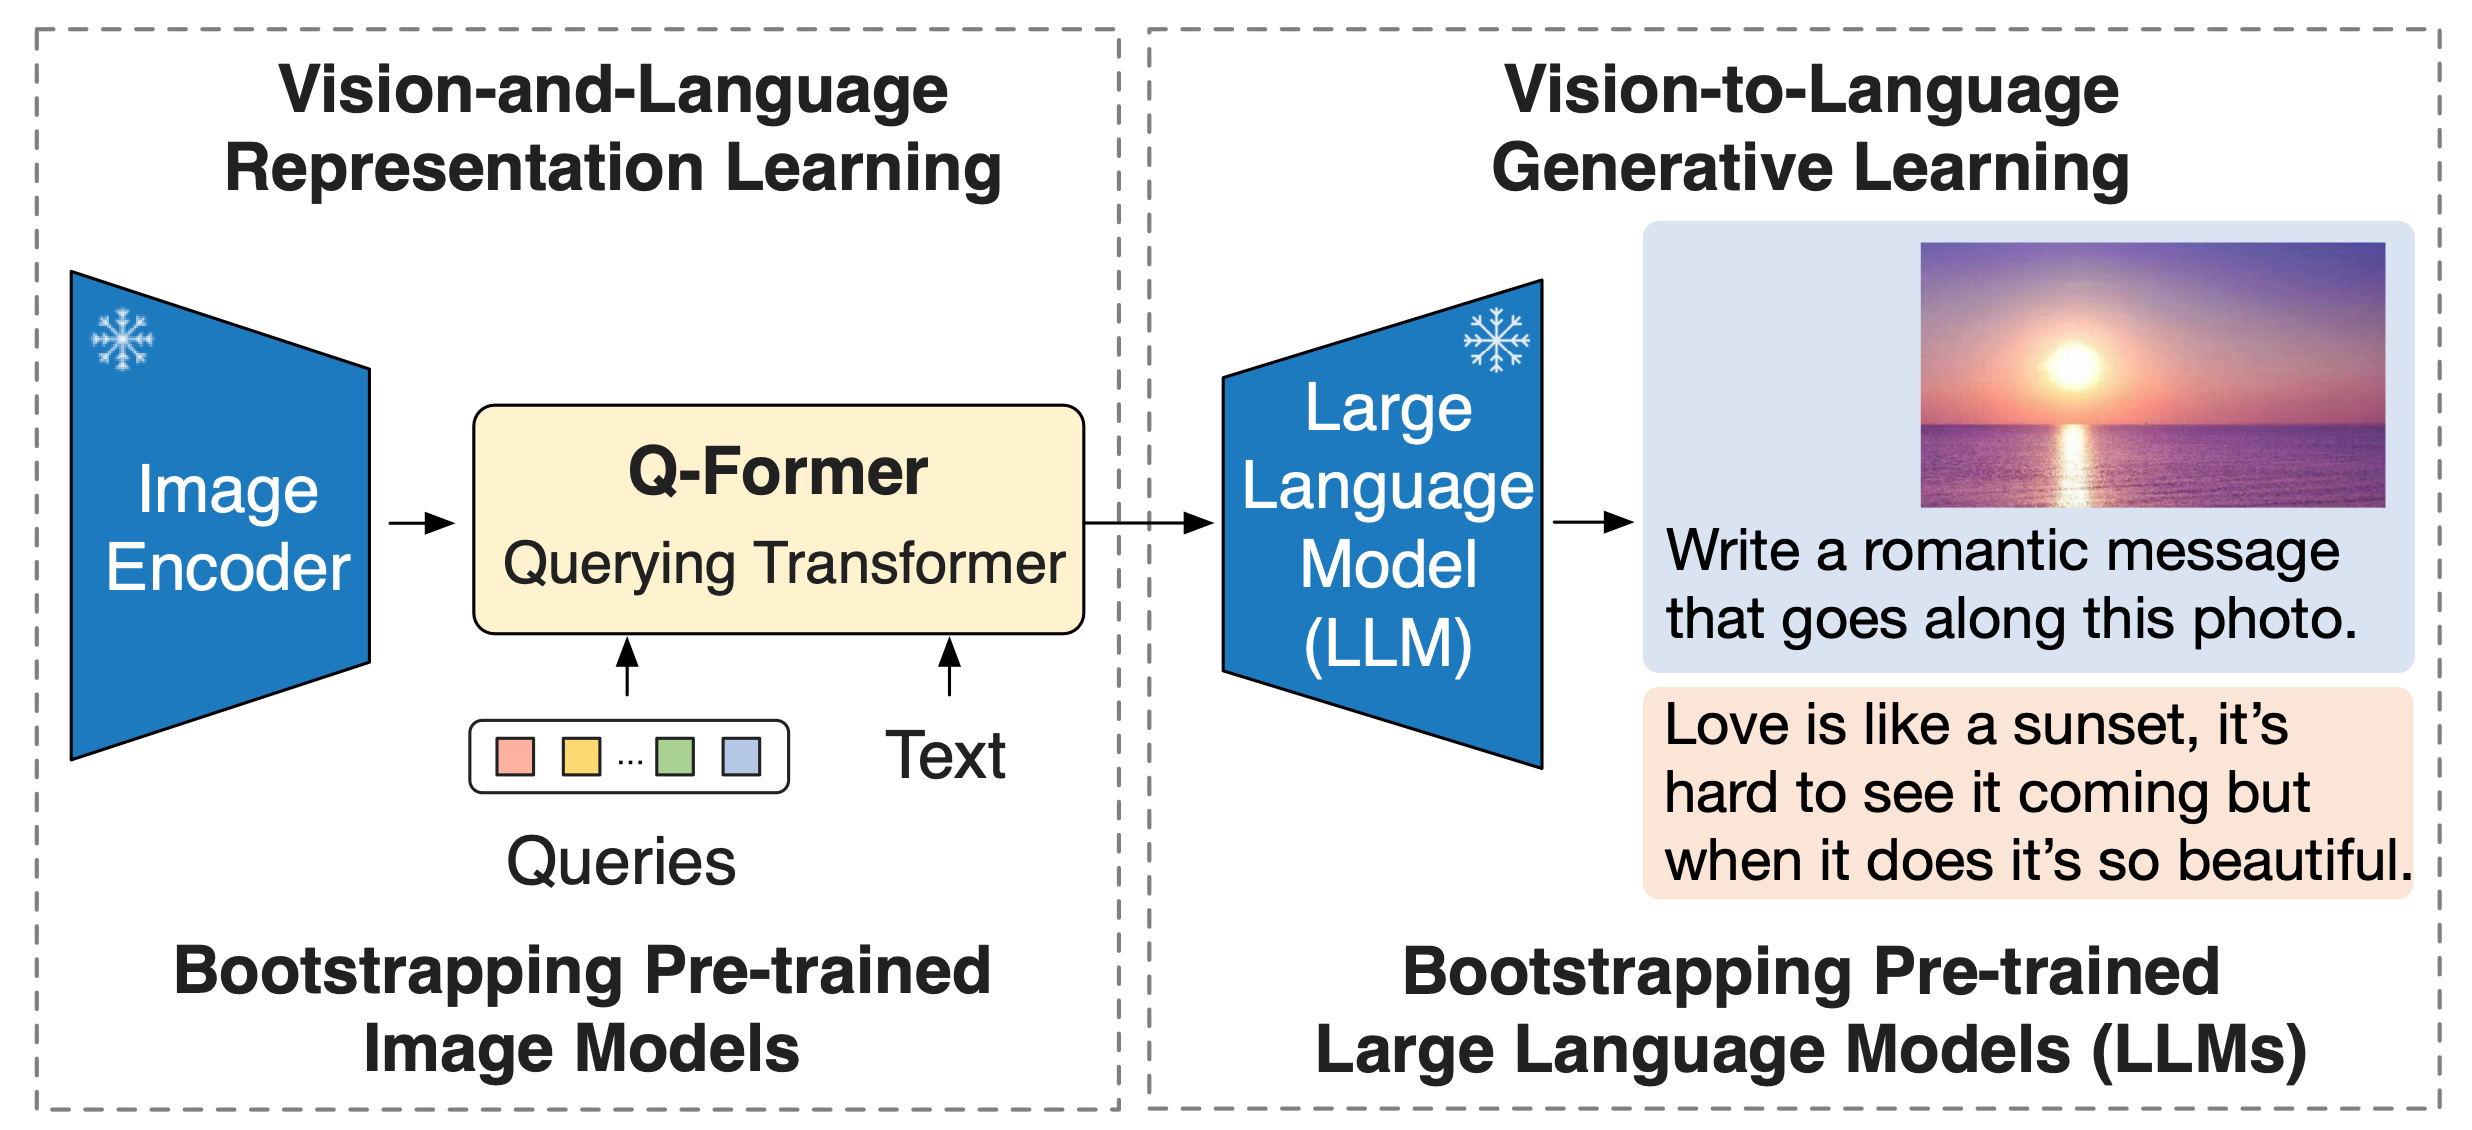 Vision-and-Language
Representation Learning
Image
Encoder
Q-Former
Querying Transformer
...
Queries
Text
Bootstrapping Pre-trained
Image Models
Vision-to-Language
Generative Learning
Large
Language
Model
(LLM)
Write a romantic message
that goes along this photo.
Love is like a sunset, it’s
hard to see it coming but
when it does it’s so beautiful.
Bootstrapping Pre-trained
Large Language Models (LLMs)